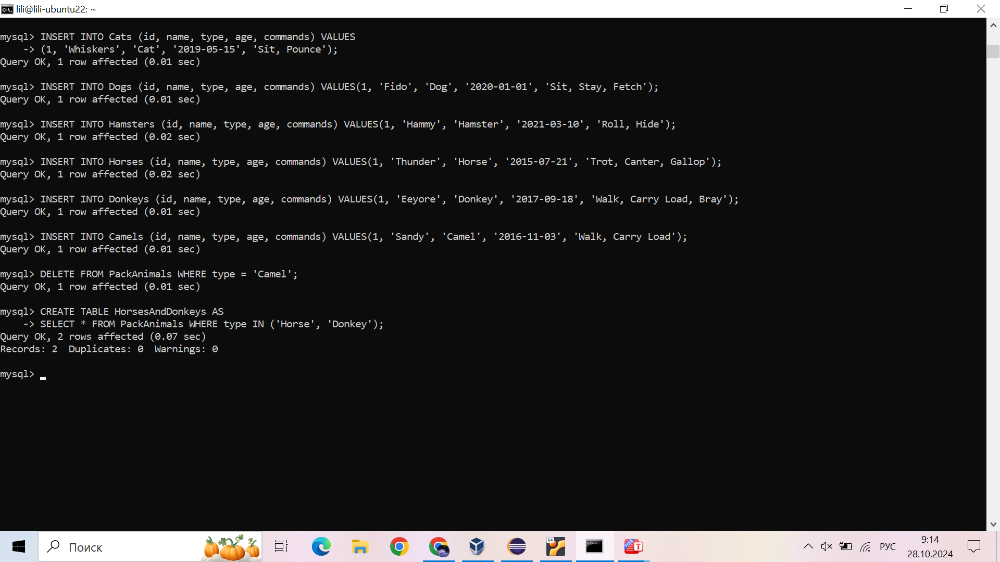 lili@lili-ubuntu22: ~
mysql> INSERT INTO Cats (id, name, type, age, commands) VALUES
    -> (1, 'Whiskers', 'Cat', '2019-05-15', 'Sit, Pounce');
Query OK, 1 row affected (0.01 sec)
mysql> INSERT INTO Dogs (id, name, type, age, commands) VALUES(1, 'Fido', 'Dog', '2020-01-01', 'Sit, Stay, Fetch');
Query OK, 1 row affected (0.01 sec)
mysql> INSERT INTO Hamsters (id, name, type, age, commands) VALUES(1, 'Hammy', 'Hamster', '2021-03-10', 'Roll, Hide');
Query OK, 1 row affected (0.02 sec)
mysql> INSERT INTO Horses (id, name, type, age, commands) VALUES(1, 'Thunder', 'Horse', '2015-07-21', 'Trot, Canter, Gallop');
Query OK, 1 row affected (0.02 sec)
mysql> INSERT INTO Donkeys (id, name, type, age, commands) VALUES(1, 'Eeyore', 'Donkey', '2017-09-18', 'Walk, Carry Load, Bray');
Query OK, 1 row affected (0.01 sec)
mysql> INSERT INTO Camels (id, name, type, age, commands) VALUES(1, 'Sandy', 'Camel', '2016-11-03', 'Walk, Carry Load');
Query OK, 1 row affected (0.01 sec)
mysql> DELETE FROM PackAnimals WHERE type = 'Camel';
Query OK, 1 row affected (0.01 sec)
mysql> CREATE TABLE HorsesAndDonkeys AS
    -> SELECT * FROM PackAnimals WHERE type IN ('Horse', 'Donkey');
Query OK, 2 rows affected (0.07 sec)
Records: 2  Duplicates: 0  Warnings: 0
mysql>
Поиск
64
FREE T
РУС
9:14
28.10.2024